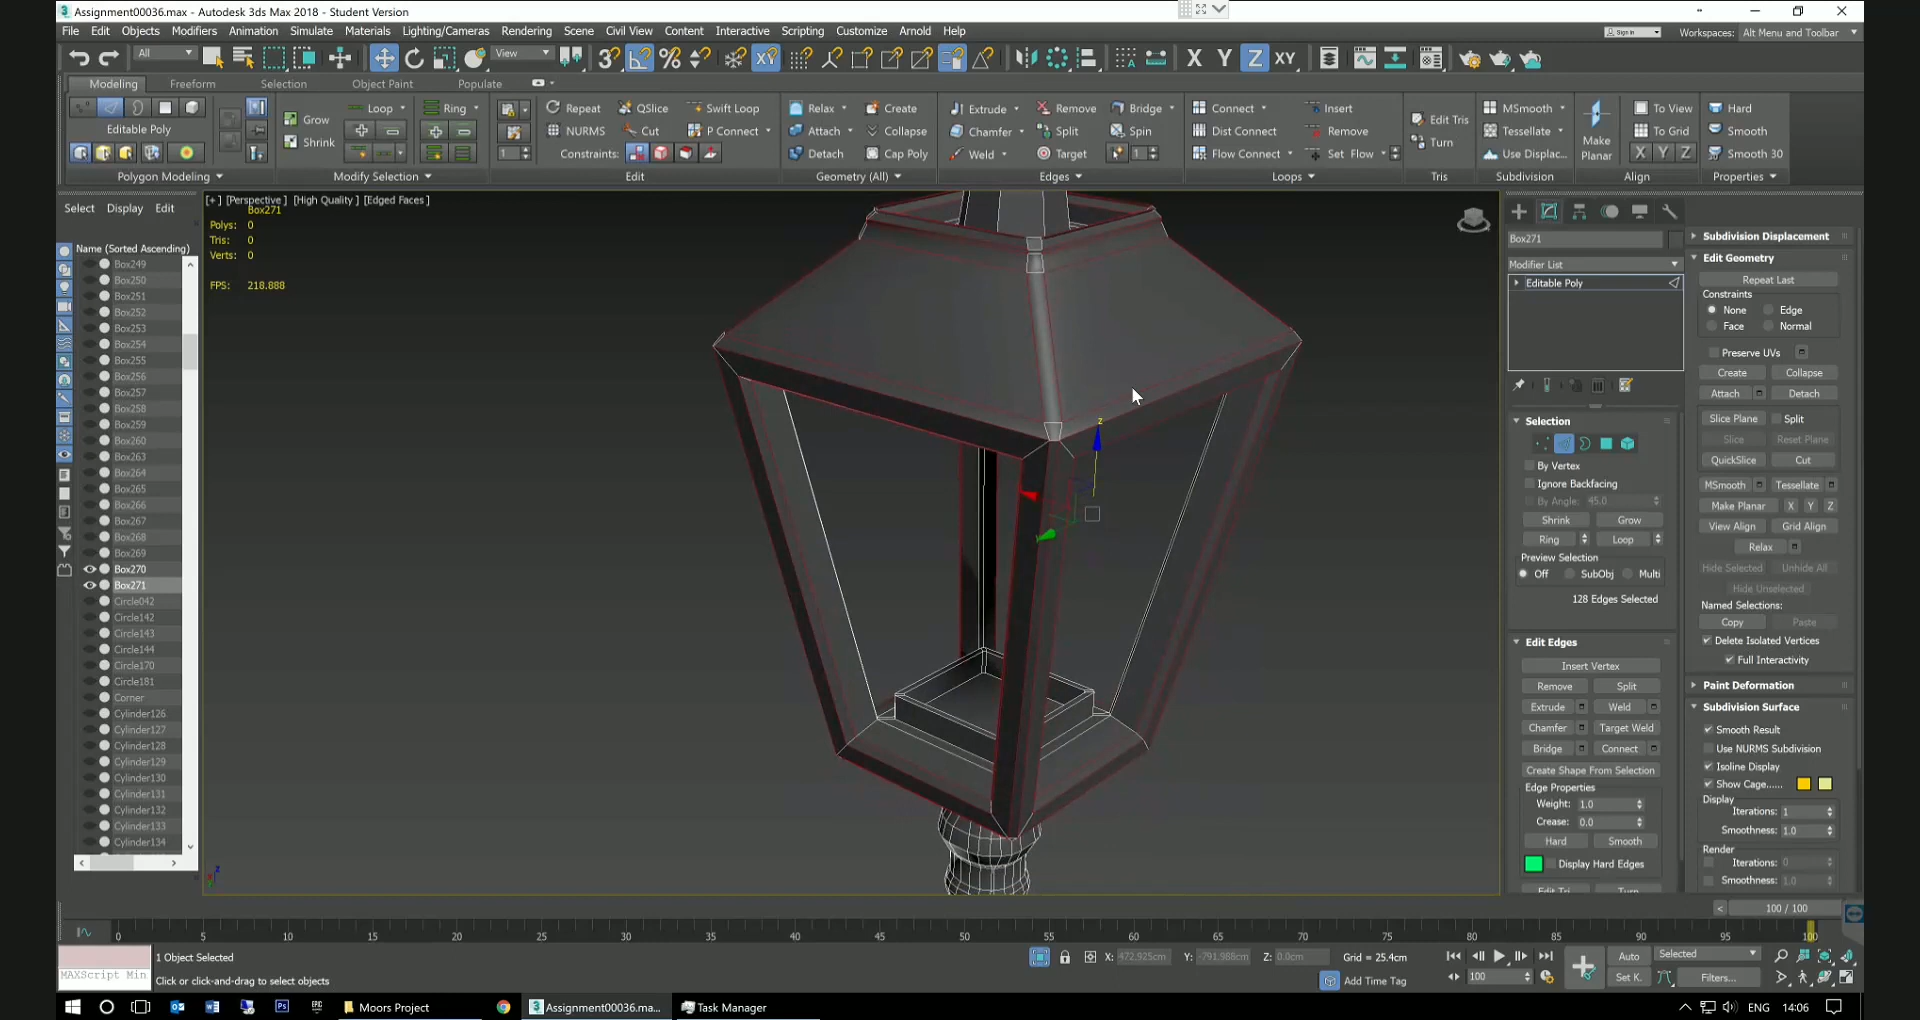 Assignment00036.max - Autodesk 3ds Max 2018 - Student Version
File Edit Objects Modifiers Animation Simulate Materials Lighting/Cameras Rendering Scene Civil View Content Interactive Scripting Customize Arnold Help
Sign In Workspaces: Alt Menu and Toolbar
All View X Y Z XY
Modeling Freeform Selection Object Paint Populate
Loop Ring Repeat QSlice Swift Loop Relax Create Extrude Remove Bridge Connect Insert To View MSmooth Hard
Editable Poly Grow NURMS Cut P Connect Attach Collapse Chamfer Split Spin Dist Connect Remove Edit Tris Tessellate Make Planar To Grid Smooth
Shrink 1 Constraints: Detach Cap Poly Weld Target 1 Flow Connect Set Flow Turn Use Displac... X Y Z Smooth 30
Polygon Modeling Modify Selection Edit Geometry (All) Edges Loops Tris Subdivision Align Properties
Select Display Edit
Name (Sorted Ascending)
Box249
Box250
Box251
Box252
Box253
Box254
Box255
Box256
Box257
Box258
Box259
Box260
Box263
Box264
Box265
Box266
Box267
Box268
Box269
Box270
Box271
Circle042
Circle142
Circle143
Circle144
Circle170
Circle181
Corner
Cylinder126
Cylinder127
Cylinder128
Cylinder129
Cylinder130
Cylinder131
Cylinder132
Cylinder133
Cylinder134
[+] [Perspective] [High Quality] [Edged Faces]
Box271
Polys: 0
Tris: 0
Verts: 0
FPS: 218.888
z
Box271
Modifier List
Editable Poly
Selection
By Vertex
Ignore Backfacing
By Angle: 45.0
Shrink Grow
Ring Loop
Preview Selection
Off SubObj Multi
128 Edges Selected
Edit Edges
Insert Vertex
Remove Split
Extrude Weld
Chamfer Target Weld
Bridge Connect
Create Shape From Selection
Edge Properties
Weight: 1.0
Crease: 0.0
Hard Smooth
Display Hard Edges
Edit Tri. Turn
Subdivision Displacement
Edit Geometry
Repeat Last
Constraints
None Edge
Face Normal
Preserve UVs
Create Collapse
Attach Detach
Slice Plane Split
Slice Reset Plane
QuickSlice Cut
MSmooth Tessellate
Make Planar X Y Z
View Align Grid Align
Relax
Hide Selected Unhide All
Hide Unselected
Named Selections:
Copy Paste
Delete Isolated Vertices
Full Interactivity
Paint Deformation
Subdivision Surface
Smooth Result
Use NURMS Subdivision
Isoline Display
Show Cage......
Display
Iterations: 1
Smoothness: 1.0
Render
Iterations: 0
Smoothness: 1.0
< 100 / 100
0 5 10 15 20 25 30 35 40 45 50 55 60 65 70 75 80 85 90 95 100
MAXScript Min
1 Object Selected
Click or click-and-drag to select objects
X: 472.925cm Y: -791.988cm Z: 0.0cm Grid = 25.4cm
Add Time Tag
100
Auto Selected
Set K. Filters...
Moors Project Assignment00036.ma... Task Manager ENG 14:06